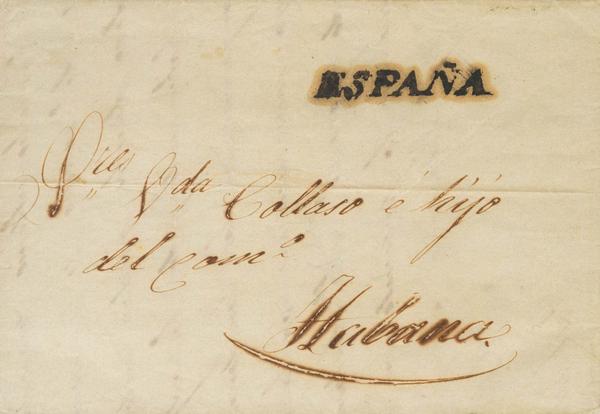 ESPAÑA
Sres Vda Collaso é hijo
del comº
Habana.